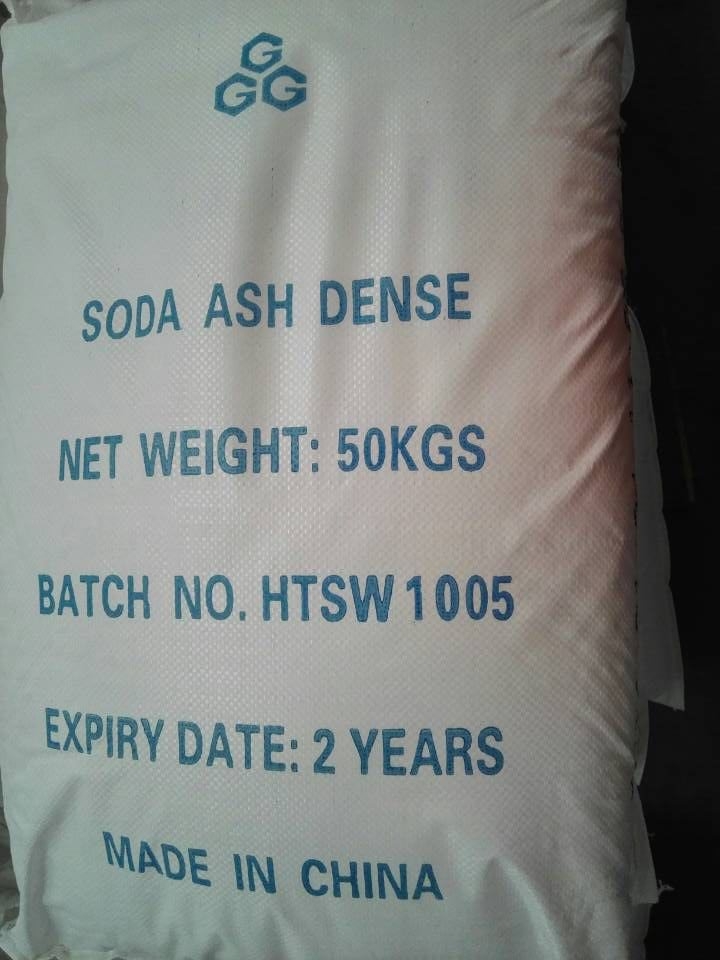 G
G G
SODA ASH DENSE
NET WEIGHT: 50KGS
BATCH NO. HTSW1005
EXPIRY DATE: 2 YEARS
MADE IN CHINA